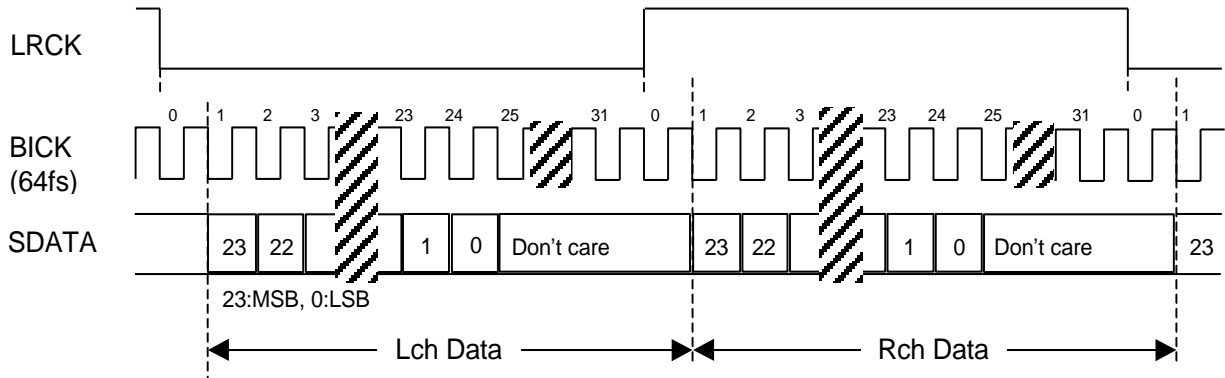 LRCK
0 1 2 3 23 24 25 31 0 1 2 3 23 24 25 31 0 1
BICK
(64fs)
SDATA 23 22 1 0 Don't care 23 22 1 0 Don't care 23
23:MSB, 0:LSB
Lch Data Rch Data